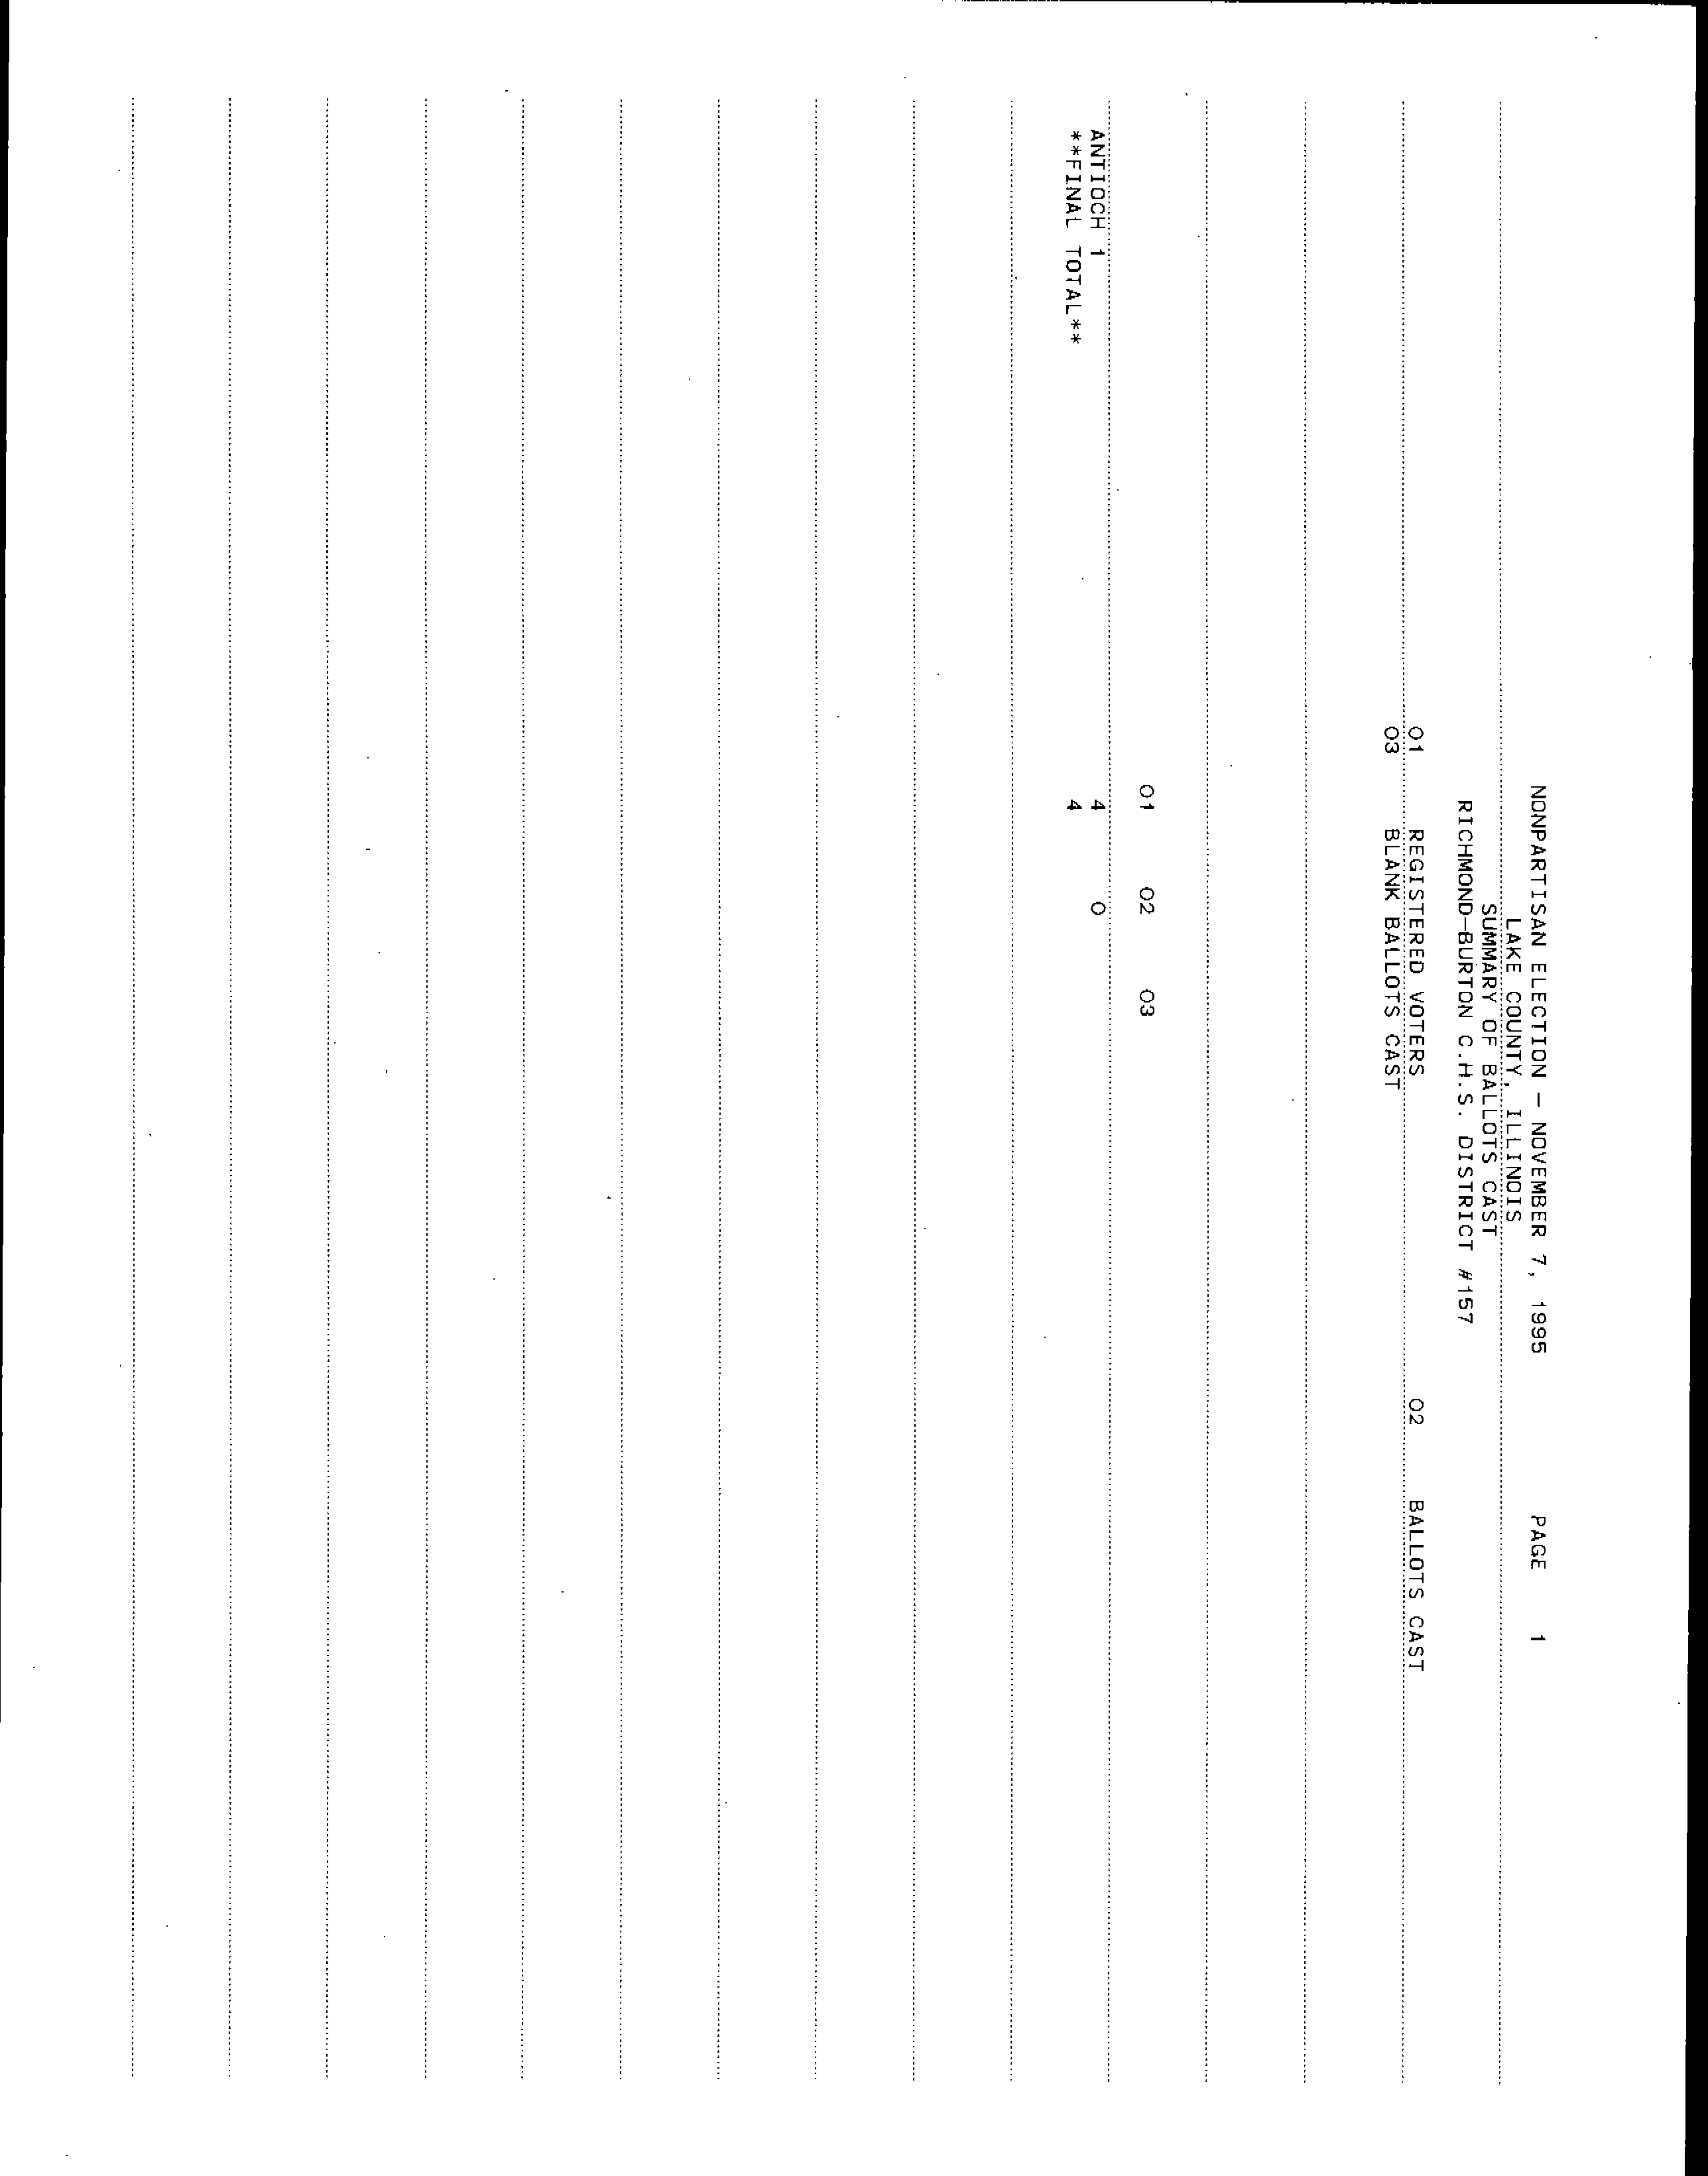 NONPARTISAN ELECTION – NOVEMBER 7, 1995 PAGE 1
LAKE COUNTY, ILLINOIS
SUMMARY OF BALLOTS CAST
RICHMOND–BURTON C.H.S. DISTRICT #157
01 REGISTERED VOTERS 02 BALLOTS CAST
03 BLANK BALLOTS CAST
01 02 03
ANTIOCH 1 4 0
**FINAL TOTAL** 4